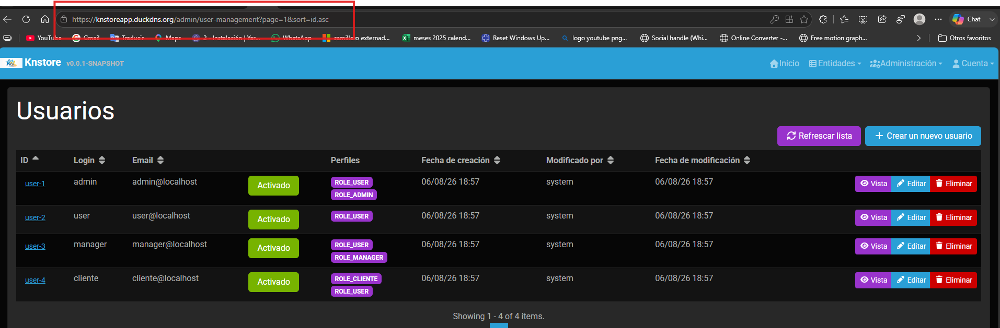 https://knstoreapp.duckdns.org/admin/user-management?page=1&sort=id,asc
Chat
YouTube Gmail Traducir Maps 2 - Instalación | Yar... WhatsApp semillero externad... meses 2025 calend... Reset Windows Up... logo youtube png... Social handle (Whi... Online Converter -... Free motion graph... Otros favoritos
KN Knstore v0.0.1-SNAPSHOT Inicio Entidades Administración Cuenta
Usuarios
Refrescar lista Crear un nuevo usuario
ID Login Email Perfiles Fecha de creación Modificado por Fecha de modificación
user-1 admin admin@localhost Activado ROLE_USER 06/08/26 18:57 system 06/08/26 18:57 Vista Editar Eliminar
ROLE_ADMIN
user-2 user user@localhost Activado ROLE_USER 06/08/26 18:57 system 06/08/26 18:57 Vista Editar Eliminar
user-3 manager manager@localhost Activado ROLE_USER 06/08/26 18:57 system 06/08/26 18:57 Vista Editar Eliminar
ROLE_MANAGER
user-4 cliente cliente@localhost Activado ROLE_CLIENTE 06/08/26 18:57 system 06/08/26 18:57 Vista Editar Eliminar
ROLE_USER
Showing 1 - 4 of 4 items.